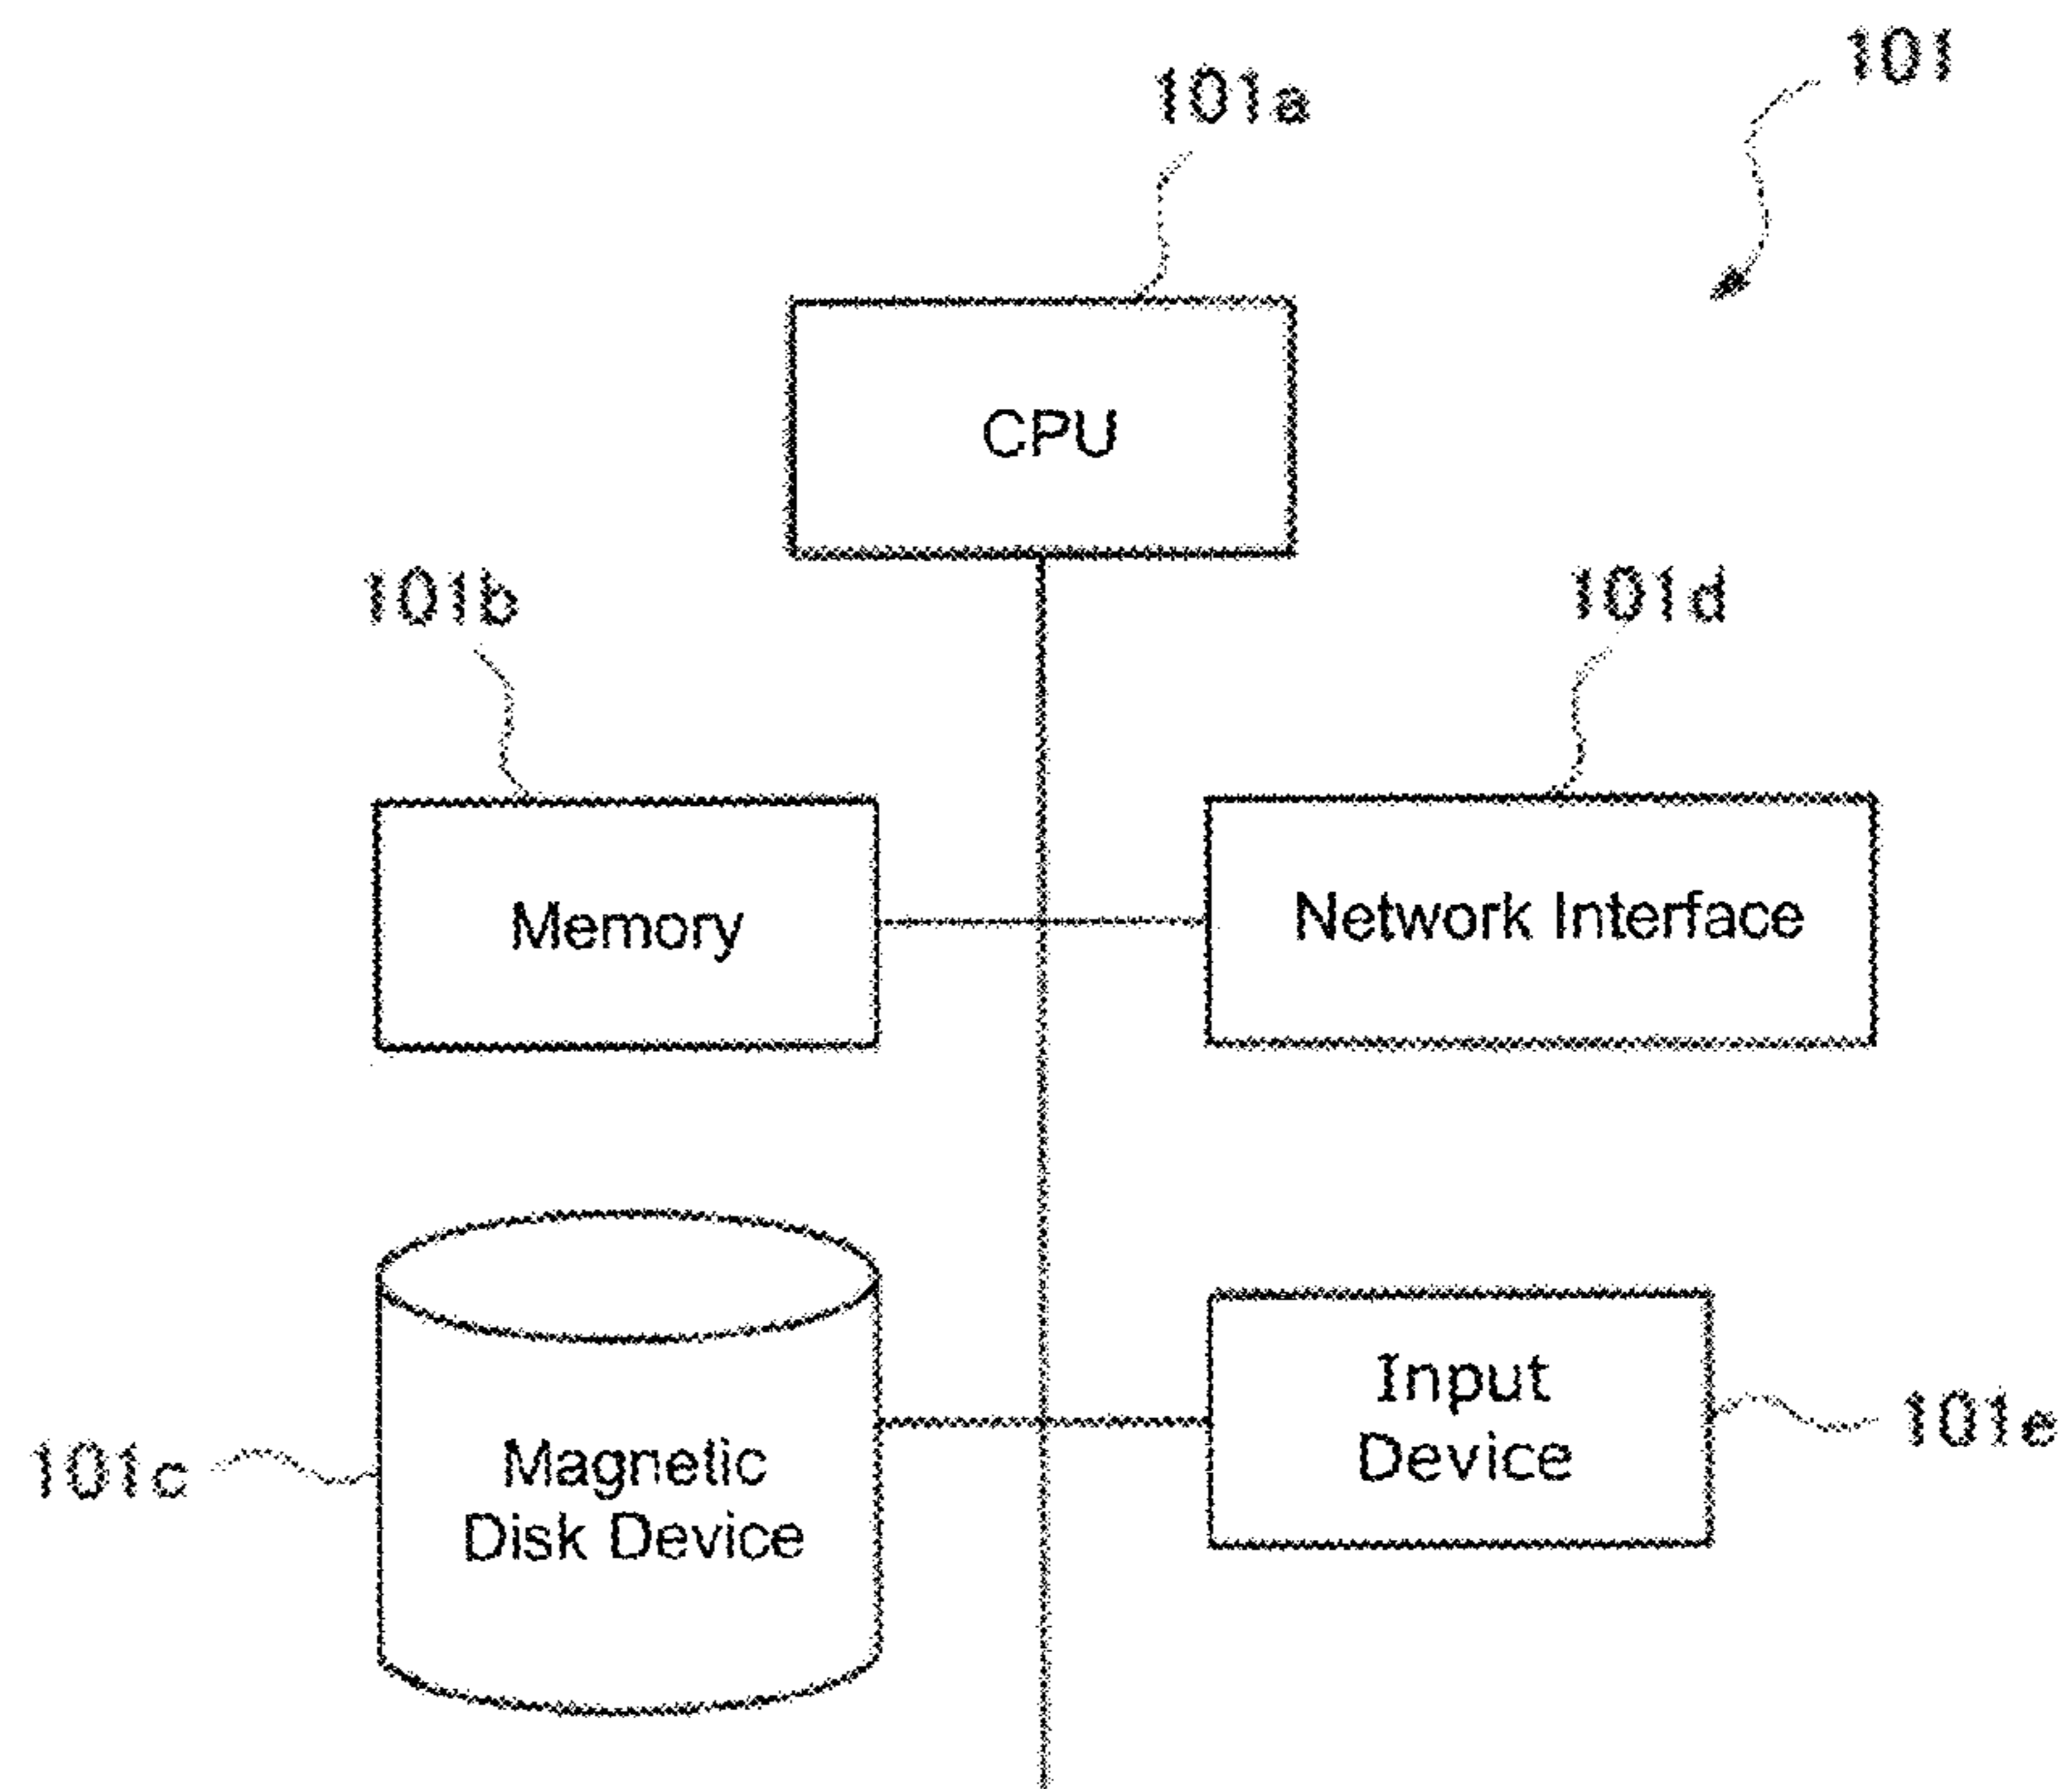 101
101a
CPU
101b
101d
Memory
Network Interface
Input
Device
101e
101c
Magnetic
Disk Device